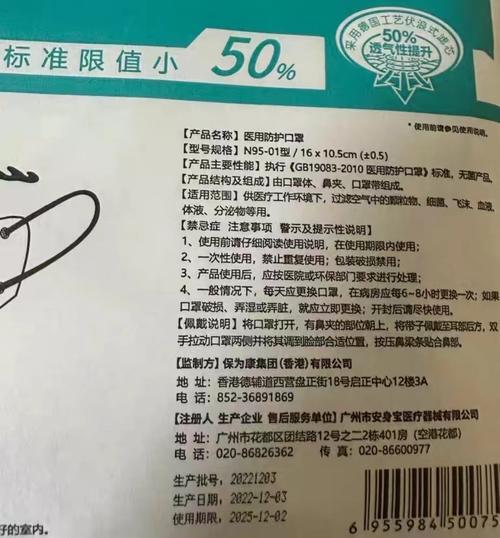 标准限值小 50%
采用德国工艺伏浪式滤芯
50%
透气性提升
*使用前请参见使用说明。
【产品名称】医用防护口罩
【型号规格】N95-01型 / 16 x 10.5cm (±0.5)
【产品主要性能】执行《GB19083-2010 医用防护口罩》标准，无菌产品。
【产品结构及组成】由口罩体、鼻夹、口罩带组成。
【适用范围】供医疗工作环境下，过滤空气中的颗粒物、细菌、飞沫、血液、
体液、分泌物等用。
【禁忌症 注意事项 警示及提示性说明】
1、使用前请仔细阅读使用说明，在使用期限内使用；
2、一次性使用，禁止重复使用；包装破损禁用；
3、产品使用后，应按医院或环保部门要求进行处理；
4、一般情况下，每天应更换口罩，在病房应每6~8小时更换一次；如果
口罩破损、弄湿或弄脏，就应立即更换；开封后请尽快使用。
【佩戴说明】将口罩打开，有鼻夹的部位朝上，将带子佩戴至耳部后方，双
手拉动口罩两侧并将其调到脸部合适位置，按压鼻梁条贴合鼻部。
【监制方】保为康集团(香港)有限公司
地址：香港德辅道西营盘正街18号启正中心12楼3A
电话：852-36891869
【注册人 生产企业 售后服务单位】广州市安身宝医疗器械有限公司
地址：广州市花都区团结路12号之二2栋401房（空港花都）
电话：020-86826362 传 真：020-86600977
生产批号：20221203
生产日期：2022-12-03
使用期限：2025-12-02
好的室内。
6 955984 50075